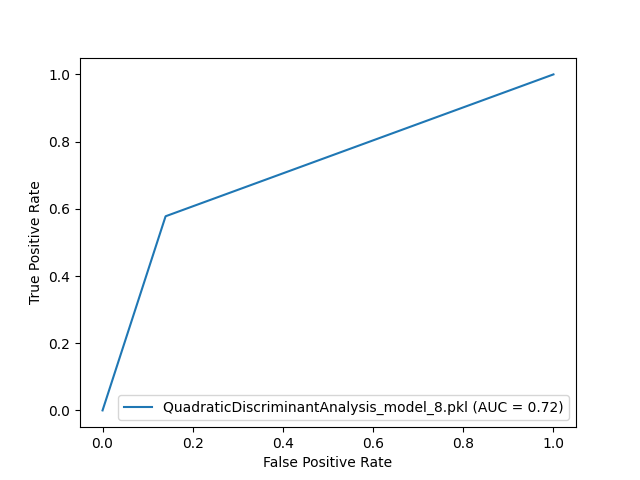 1.0
0.8
0.6
0.4
0.2
0.0
True Positive Rate
QuadraticDiscriminantAnalysis_model_8.pkl (AUC = 0.72)
0.0 0.2 0.4 0.6 0.8 1.0
False Positive Rate